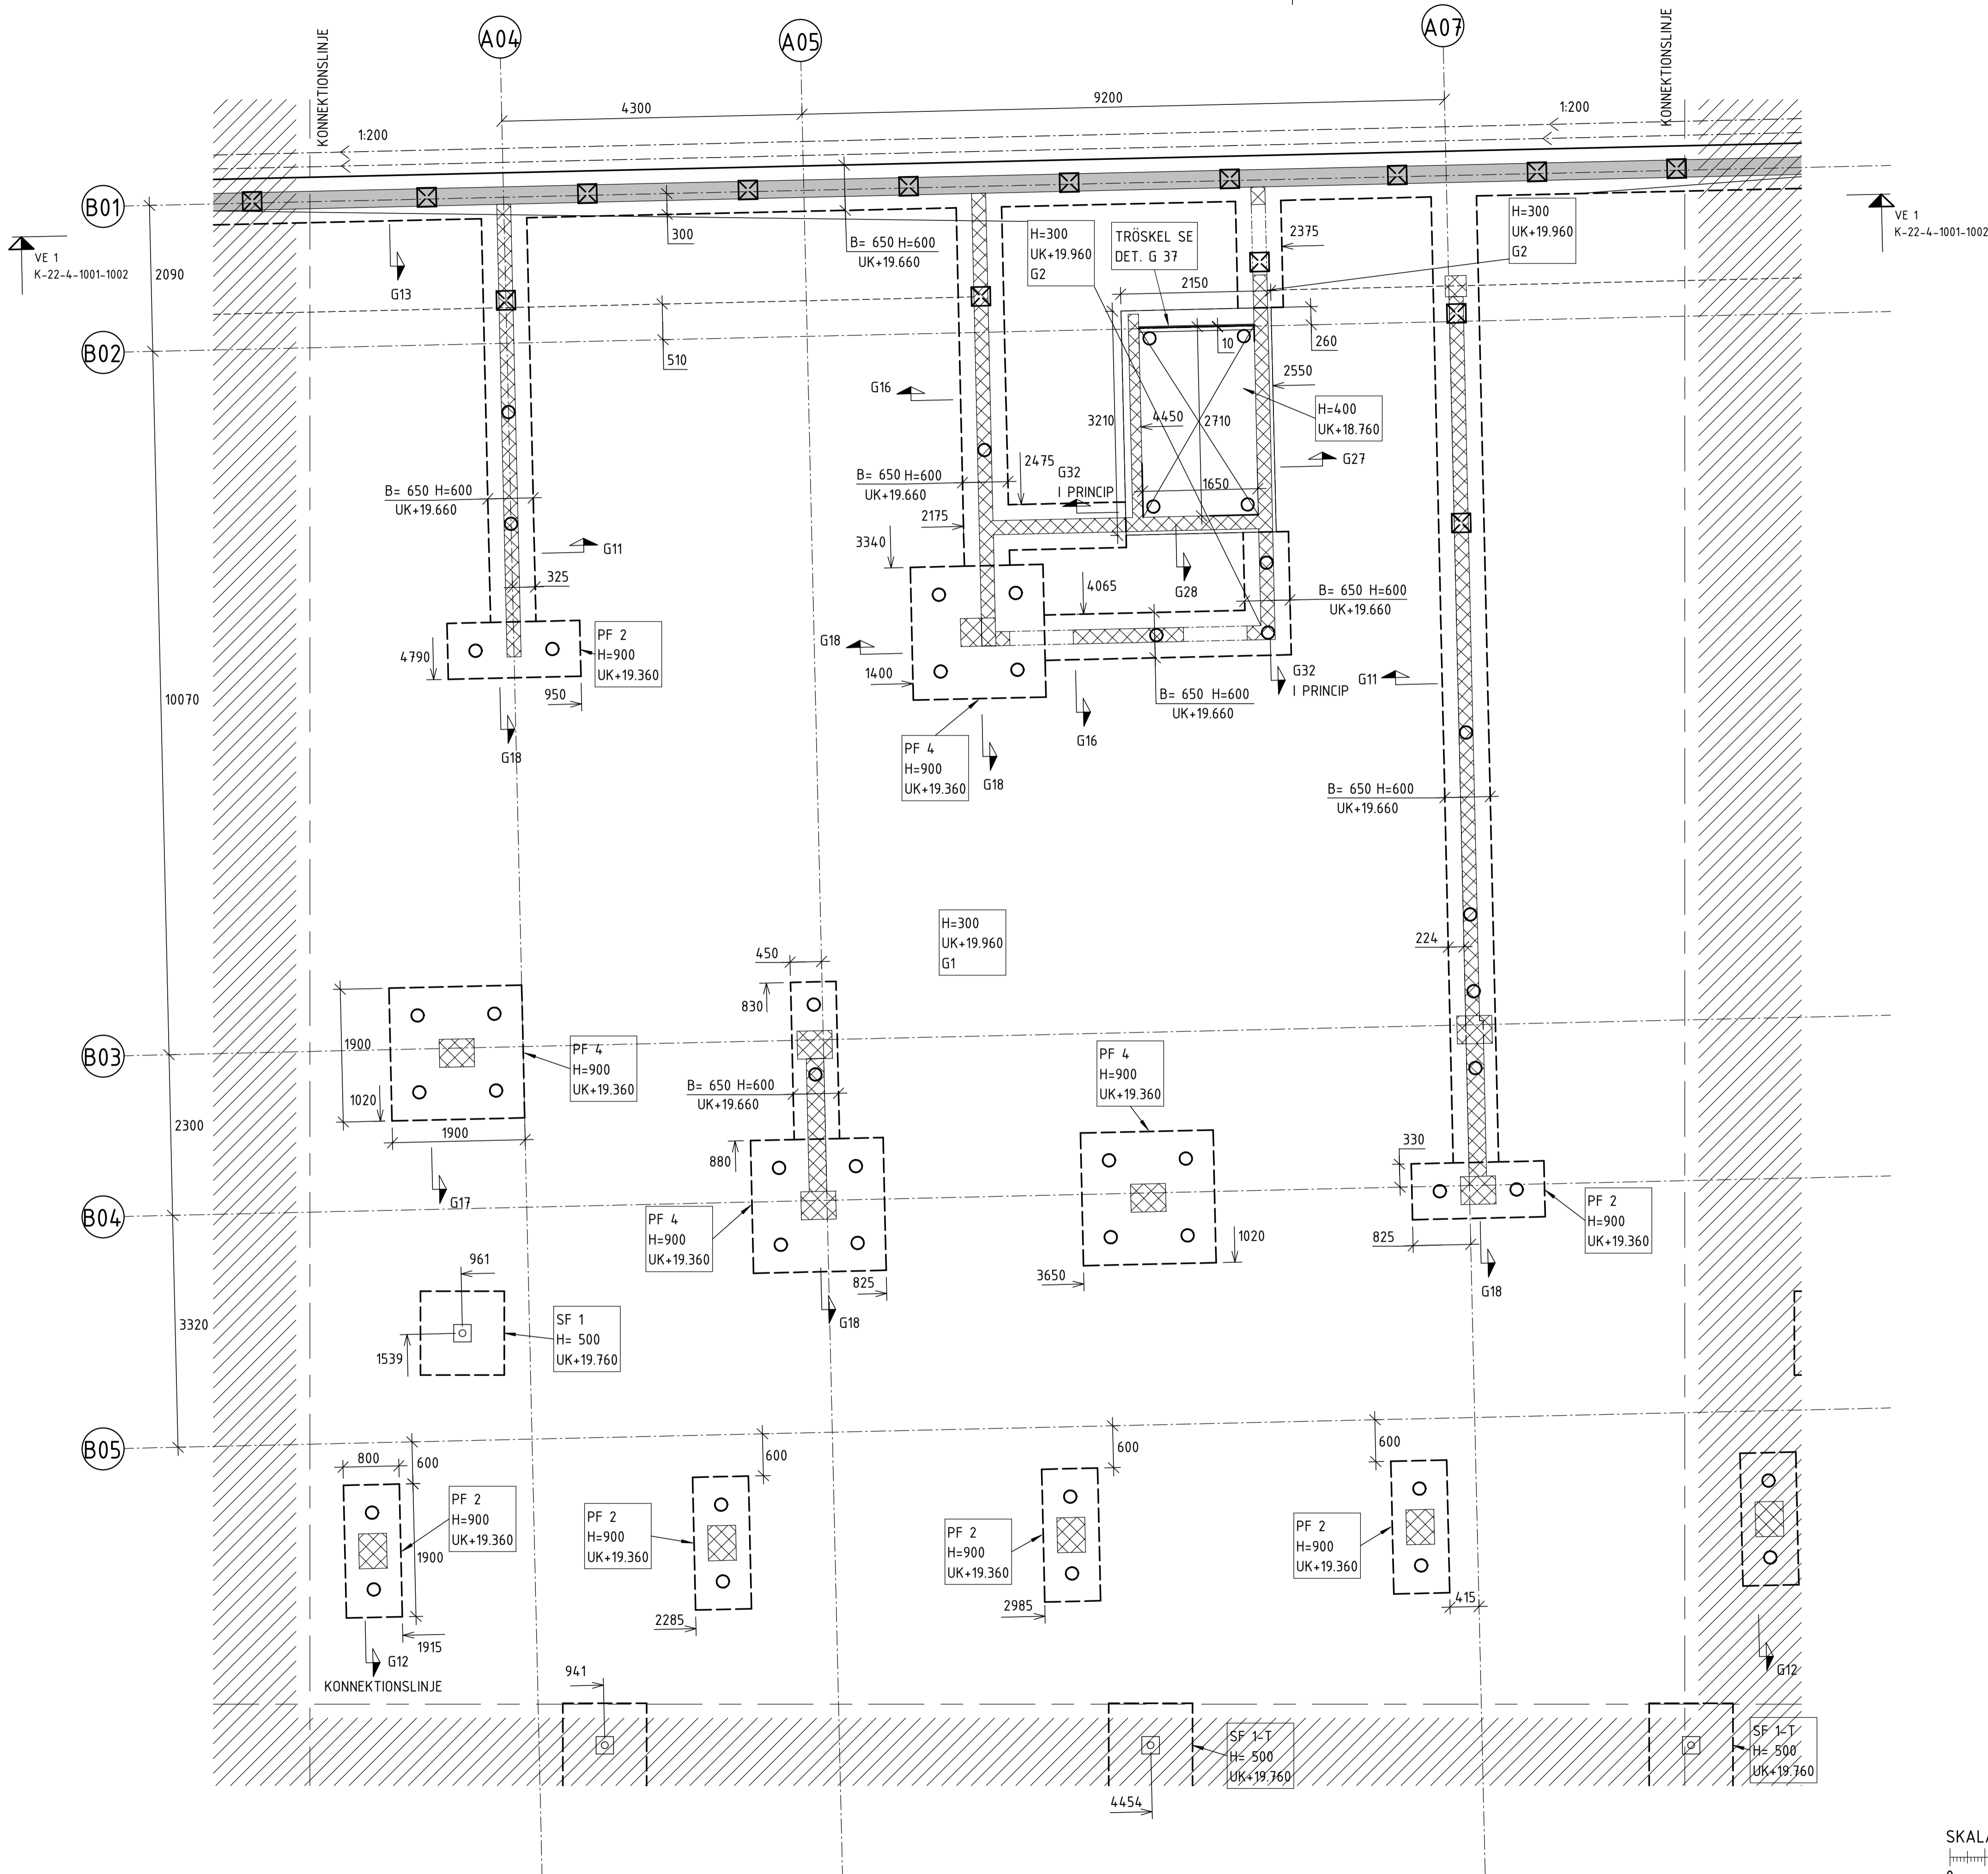 KONNEKTIONSLINJE
A04
A05
A07
KONNEKTIONSLINJE
4300
9200
1:200
1:200
B01
VE 1
K-22-4-1001-1002
2090
G13
300
B= 650 H=600
UK+19.660
H=300
UK+19.960
G2
TRÖSKEL SE
DET. G 37
2375
2150
H=300
UK+19.960
G2
VE 1
K-22-4-1001-1002
B02
510
10
260
2550
G16
3210
4450
2710
H=400
UK+18.760
G27
B= 650 H=600
UK+19.660
B= 650 H=600
UK+19.660
2475
G32
I PRINCIP
1650
2175
3340
G11
325
4065
G28
B= 650 H=600
UK+19.660
4790
950
PF 2
H=900
UK+19.360
G18
G18
1400
G32
I PRINCIP
G11
B= 650 H=600
UK+19.660
10070
PF 4
H=900
UK+19.360
G18
G16
B= 650 H=600
UK+19.660
H=300
UK+19.960
G1
224
450
830
B03
1900
1020
1900
PF 4
H=900
UK+19.360
B= 650 H=600
UK+19.660
PF 4
H=900
UK+19.360
2300
880
330
G17
B04
PF 4
H=900
UK+19.360
825
G18
3650
1020
825
PF 2
H=900
UK+19.360
G18
961
1539
SF 1
H= 500
UK+19.760
3320
B05
800
600
600
600
600
PF 2
H=900
UK+19.360
1900
1915
G12
KONNEKTIONSLINJE
PF 2
H=900
UK+19.360
2285
PF 2
H=900
UK+19.360
2985
PF 2
H=900
UK+19.360
415
G12
941
SF 1-T
H= 500
UK+19.760
4454
SF 1-T
H= 500
UK+19.760